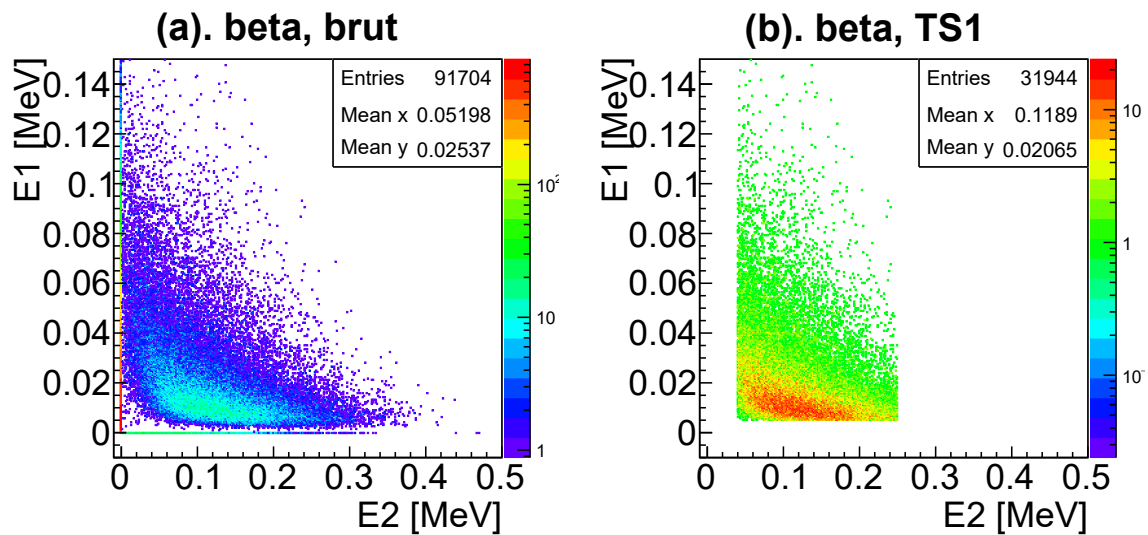 (a). beta, brut
E1 [MeV]
0.14
0.12
0.1
0.08
0.06
0.04
0.02
0
Entries 91704
Mean x 0.05198
Mean y 0.02537
10²
10
1
0 0.1 0.2 0.3 0.4 0.5
E2 [MeV]
(b). beta, TS1
E1 [MeV]
0.14
0.12
0.1
0.08
0.06
0.04
0.02
0
Entries 31944
Mean x 0.1189
Mean y 0.02065
10
1
10
0 0.1 0.2 0.3 0.4 0.5
E2 [MeV]